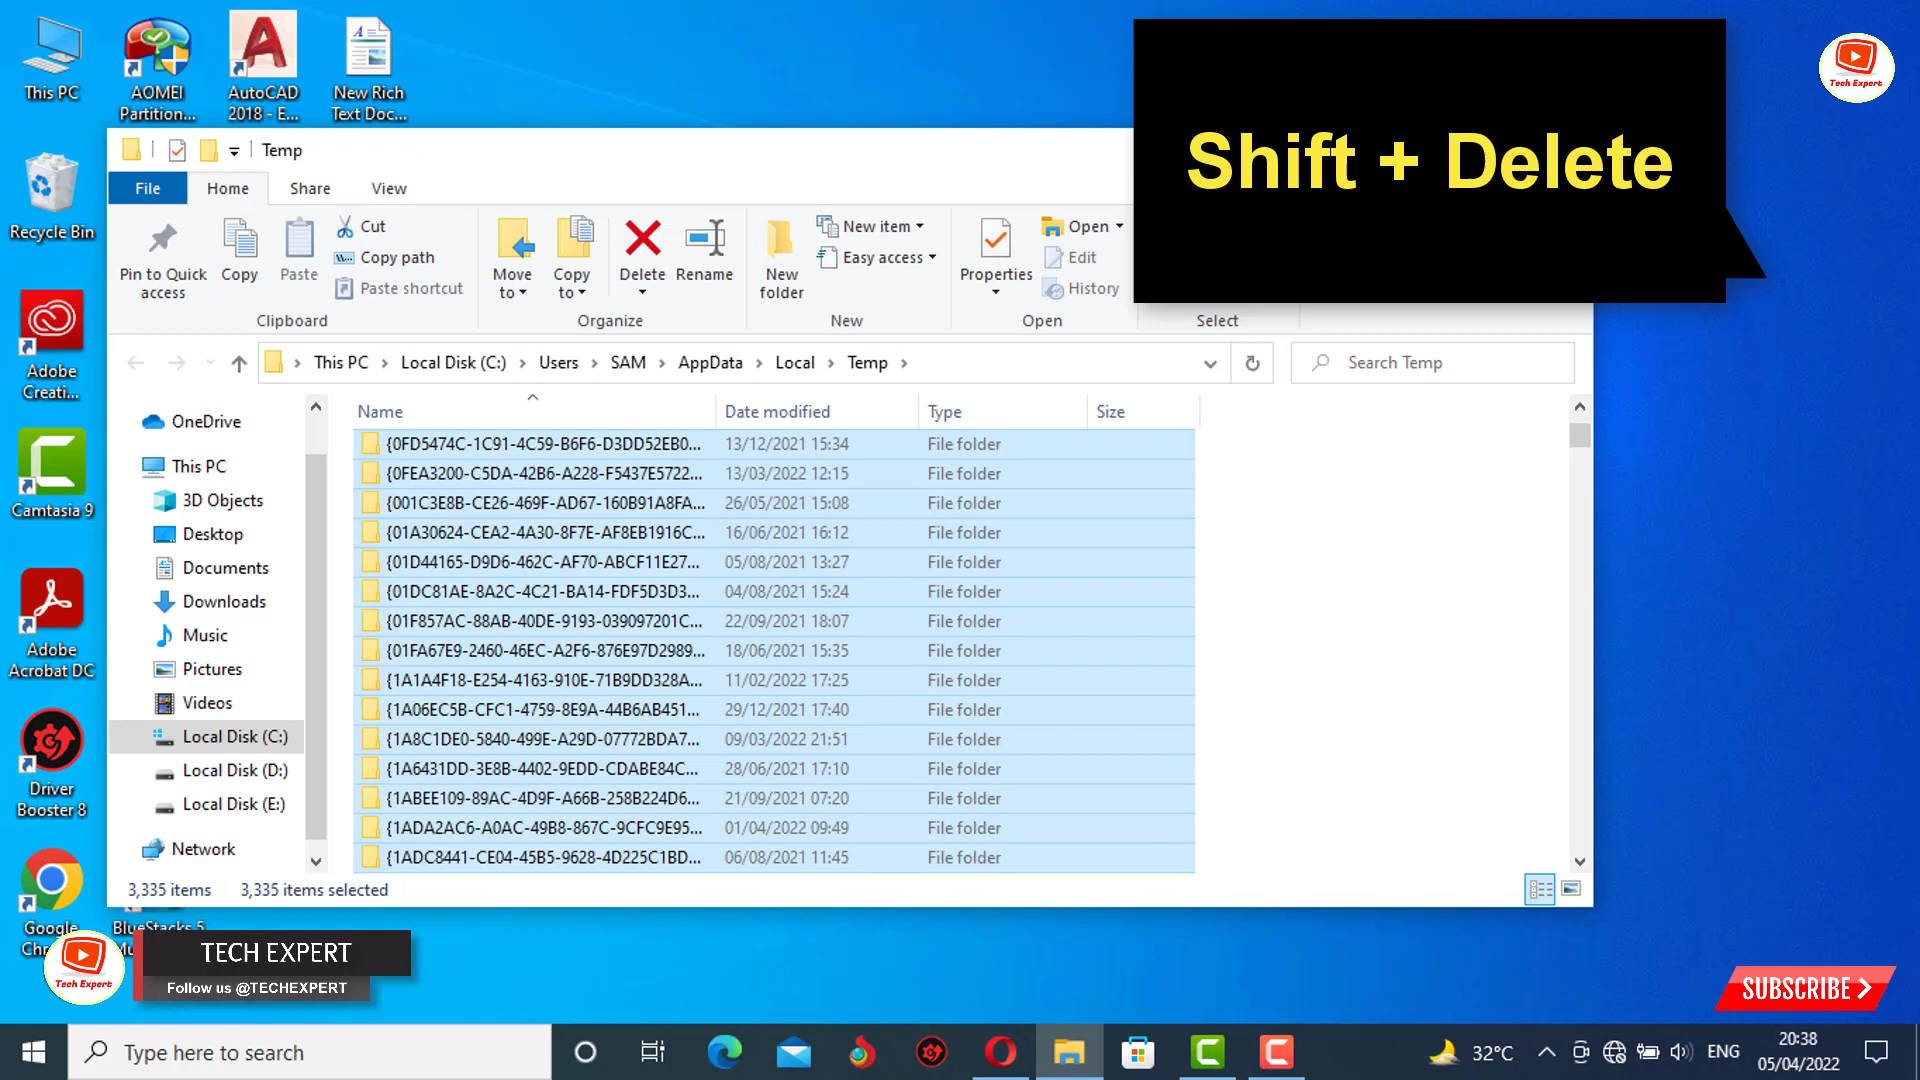 This PC
AOMEI
Partition...
AutoCAD
2018 - E...
New Rich
Text Doc...
Shift + Delete
Tech Expert
Temp
File
Home
Share
View
Recycle Bin
Pin to Quick
access
Copy
Paste
Cut
Copy path
Paste shortcut
Clipboard
Move
to
Copy
to
Delete
Rename
Organize
New
folder
New item
Easy access
New
Properties
Open
Edit
History
Open
Select
This PC
Local Disk (C:)
Users
SAM
AppData
Local
Temp
Search Temp
Adobe
Creati...
Camtasia 9
Adobe
Acrobat DC
Driver
Booster 8
Google
OneDrive
This PC
3D Objects
Desktop
Documents
Downloads
Music
Pictures
Videos
Local Disk (C:)
Local Disk (D:)
Local Disk (E:)
Network
Name Date modified Type Size
{0FD5474C-1C91-4C59-B6F6-D3DD52EB0... 13/12/2021 15:34 File folder
{0FEA3200-C5DA-42B6-A228-F5437E5722... 13/03/2022 12:15 File folder
{001C3E8B-CE26-469F-AD67-160B91A8FA... 26/05/2021 15:08 File folder
{01A30624-CEA2-4A30-8F7E-AF8EB1916C... 16/06/2021 16:12 File folder
{01D44165-D9D6-462C-AF70-ABCF11E27... 05/08/2021 13:27 File folder
{01DC81AE-8A2C-4C21-BA14-FDF5D3D3... 04/08/2021 15:24 File folder
{01F857AC-88AB-40DE-9193-039097201C... 22/09/2021 18:07 File folder
{01FA67E9-2460-46EC-A2F6-876E97D2989... 18/06/2021 15:35 File folder
{1A1A4F18-E254-4163-910E-71B9DD328A... 11/02/2022 17:25 File folder
{1A06EC5B-CFC1-4759-8E9A-44B6AB451... 29/12/2021 17:40 File folder
{1A8C1DE0-5840-499E-A29D-07772BDA7... 09/03/2022 21:51 File folder
{1A6431DD-3E8B-4402-9EDD-CDABE84C... 28/06/2021 17:10 File folder
{1ABEE109-89AC-4D9F-A66B-258B224D6... 21/09/2021 07:20 File folder
{1ADA2AC6-A0AC-49B8-867C-9CFC9E95... 01/04/2022 09:49 File folder
{1ADC8441-CE04-45B5-9628-4D225C1BD... 06/08/2021 11:45 File folder
3,335 items 3,335 items selected
BlueStacks 5
Tech Expert
TECH EXPERT
Follow us @TECHEXPERT
SUBSCRIBE
Type here to search
32°C
ENG
20:38
05/04/2022